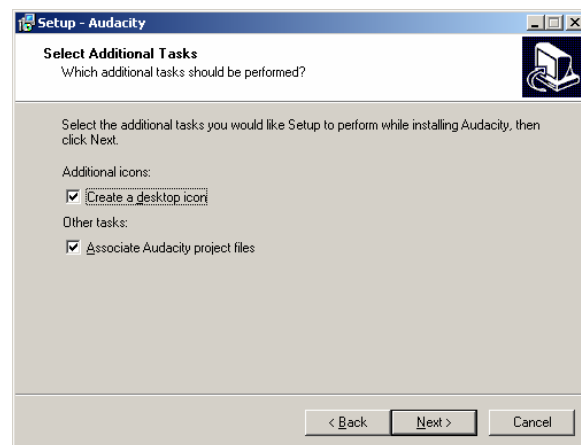 Setup - Audacity
Select Additional Tasks
Which additional tasks should be performed?
Select the additional tasks you would like Setup to perform while installing Audacity, then
click Next.
Additional icons:
Create a desktop icon
Other tasks:
Associate Audacity project files
< Back
Next >
Cancel